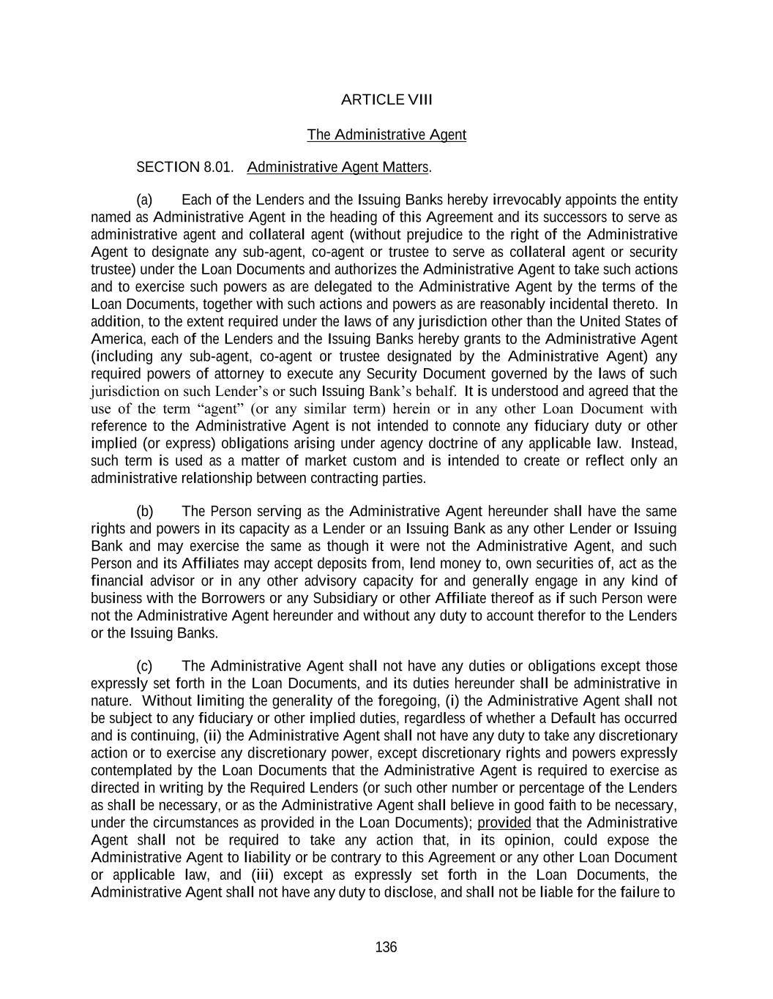 ARTICLE VIII
The Administrative Agent
SECTION 8.01. Administrative Agent Matters.
(a) Each of the Lenders and the Issuing Banks hereby irrevocably appoints the entity
named as Administrative Agent in the heading of this Agreement and its successors to serve as
administrative agent and collateral agent (without prejudice to the right of the Administrative
Agent to designate any sub-agent, co-agent or trustee to serve as collateral agent or security
trustee) under the Loan Documents and authorizes the Administrative Agent to take such actions
and to exercise such powers as are delegated to the Administrative Agent by the terms of the
Loan Documents, together with such actions and powers as are reasonably incidental thereto. In
addition, to the extent required under the laws of any jurisdiction other than the United States of
America, each of the Lenders and the Issuing Banks hereby grants to the Administrative Agent
(including any sub-agent, co-agent or trustee designated by the Administrative Agent) any
required powers of attorney to execute any Security Document governed by the laws of such
jurisdiction on such Lender’s or such Issuing Bank’s behalf. It is understood and agreed that the
use of the term “agent” (or any similar term) herein or in any other Loan Document with
reference to the Administrative Agent is not intended to connote any fiduciary duty or other
implied (or express) obligations arising under agency doctrine of any applicable law. Instead,
such term is used as a matter of market custom and is intended to create or reflect only an
administrative relationship between contracting parties.
(b) The Person serving as the Administrative Agent hereunder shall have the same
rights and powers in its capacity as a Lender or an Issuing Bank as any other Lender or Issuing
Bank and may exercise the same as though it were not the Administrative Agent, and such
Person and its Affiliates may accept deposits from, lend money to, own securities of, act as the
financial advisor or in any other advisory capacity for and generally engage in any kind of
business with the Borrowers or any Subsidiary or other Affiliate thereof as if such Person were
not the Administrative Agent hereunder and without any duty to account therefor to the Lenders
or the Issuing Banks.
(c) The Administrative Agent shall not have any duties or obligations except those
expressly set forth in the Loan Documents, and its duties hereunder shall be administrative in
nature. Without limiting the generality of the foregoing, (i) the Administrative Agent shall not
be subject to any fiduciary or other implied duties, regardless of whether a Default has occurred
and is continuing, (ii) the Administrative Agent shall not have any duty to take any discretionary
action or to exercise any discretionary power, except discretionary rights and powers expressly
contemplated by the Loan Documents that the Administrative Agent is required to exercise as
directed in writing by the Required Lenders (or such other number or percentage of the Lenders
as shall be necessary, or as the Administrative Agent shall believe in good faith to be necessary,
under the circumstances as provided in the Loan Documents); provided that the Administrative
Agent shall not be required to take any action that, in its opinion, could expose the
Administrative Agent to liability or be contrary to this Agreement or any other Loan Document
or applicable law, and (iii) except as expressly set forth in the Loan Documents, the
Administrative Agent shall not have any duty to disclose, and shall not be liable for the failure to
136